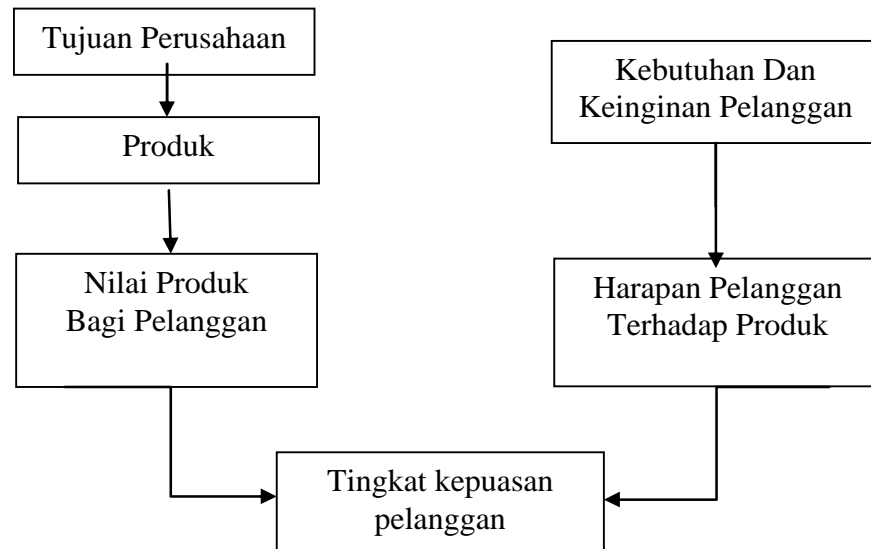 Tujuan Perusahaan
Produk
Nilai Produk
Bagi Pelanggan
Kebutuhan Dan
Keinginan Pelanggan
Harapan Pelanggan
Terhadap Produk
Tingkat kepuasan
pelanggan